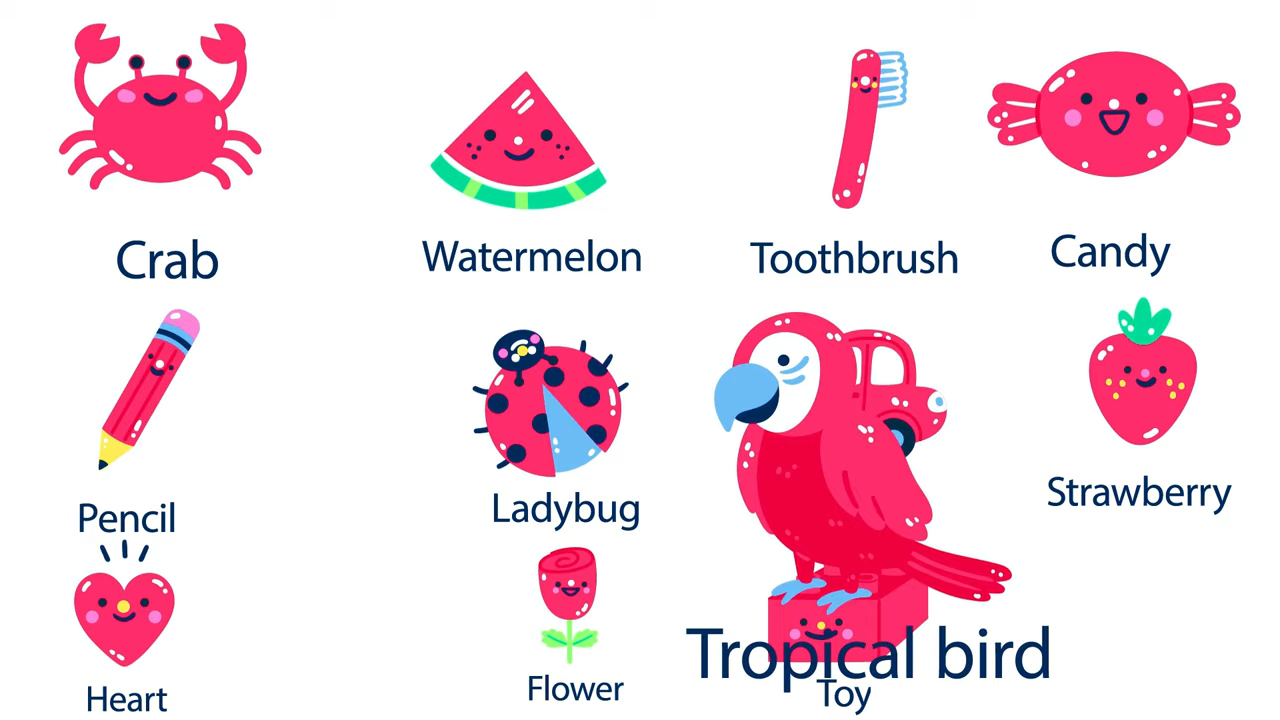 Crab
Watermelon
Toothbrush
Candy
Pencil
Ladybug
Strawberry
Tropical bird
Heart
Flower
Toy